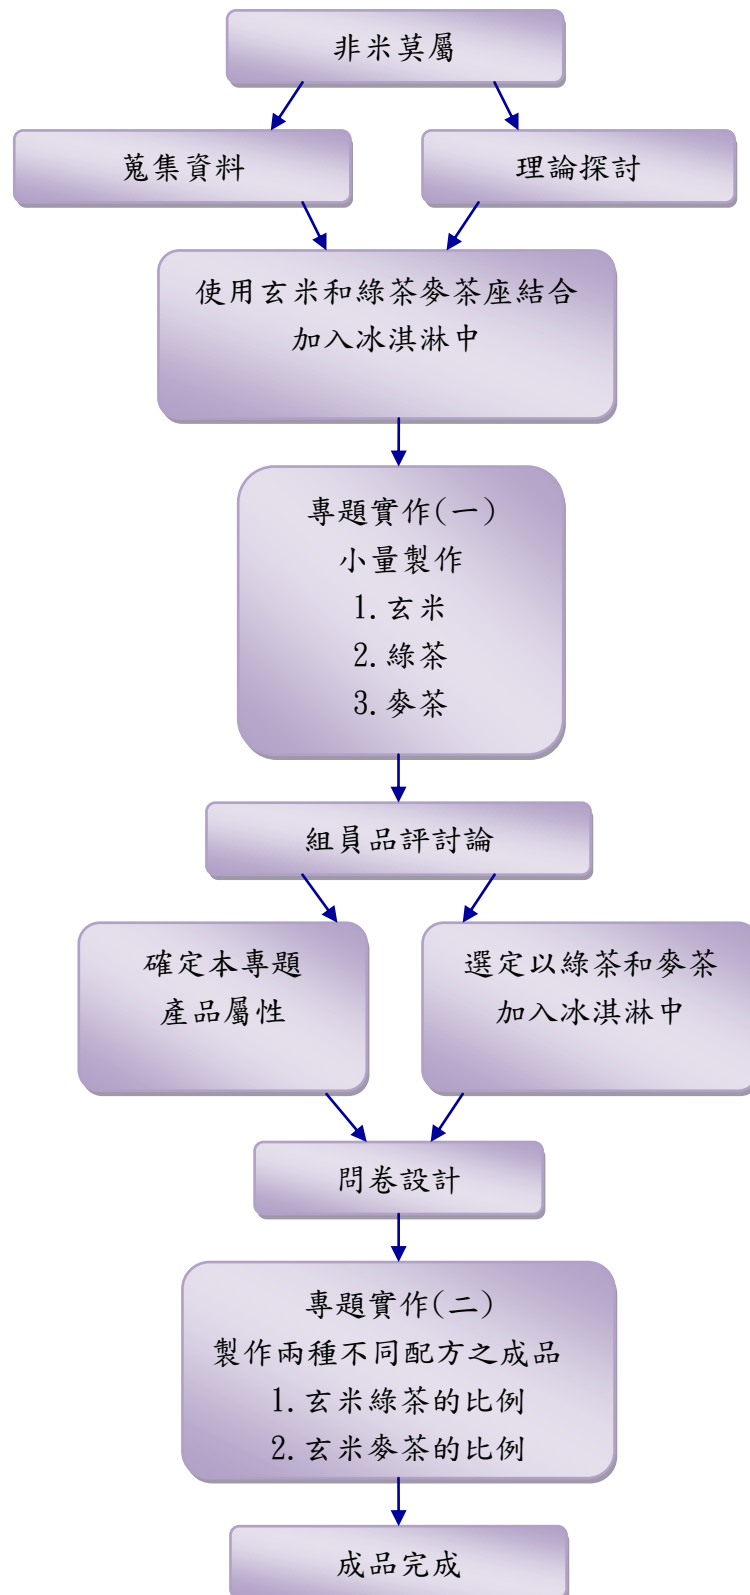 非米莫屬
蒐集資料
理論探討
使用玄米和綠茶麥茶座結合
加入冰淇淋中
專題實作(一)
小量製作
1.玄米
2.綠茶
3.麥茶
組員品評討論
確定本專題
產品屬性
選定以綠茶和麥茶
加入冰淇淋中
問卷設計
專題實作(二)
製作兩種不同配方之成品
1.玄米綠茶的比例
2.玄米麥茶的比例
成品完成